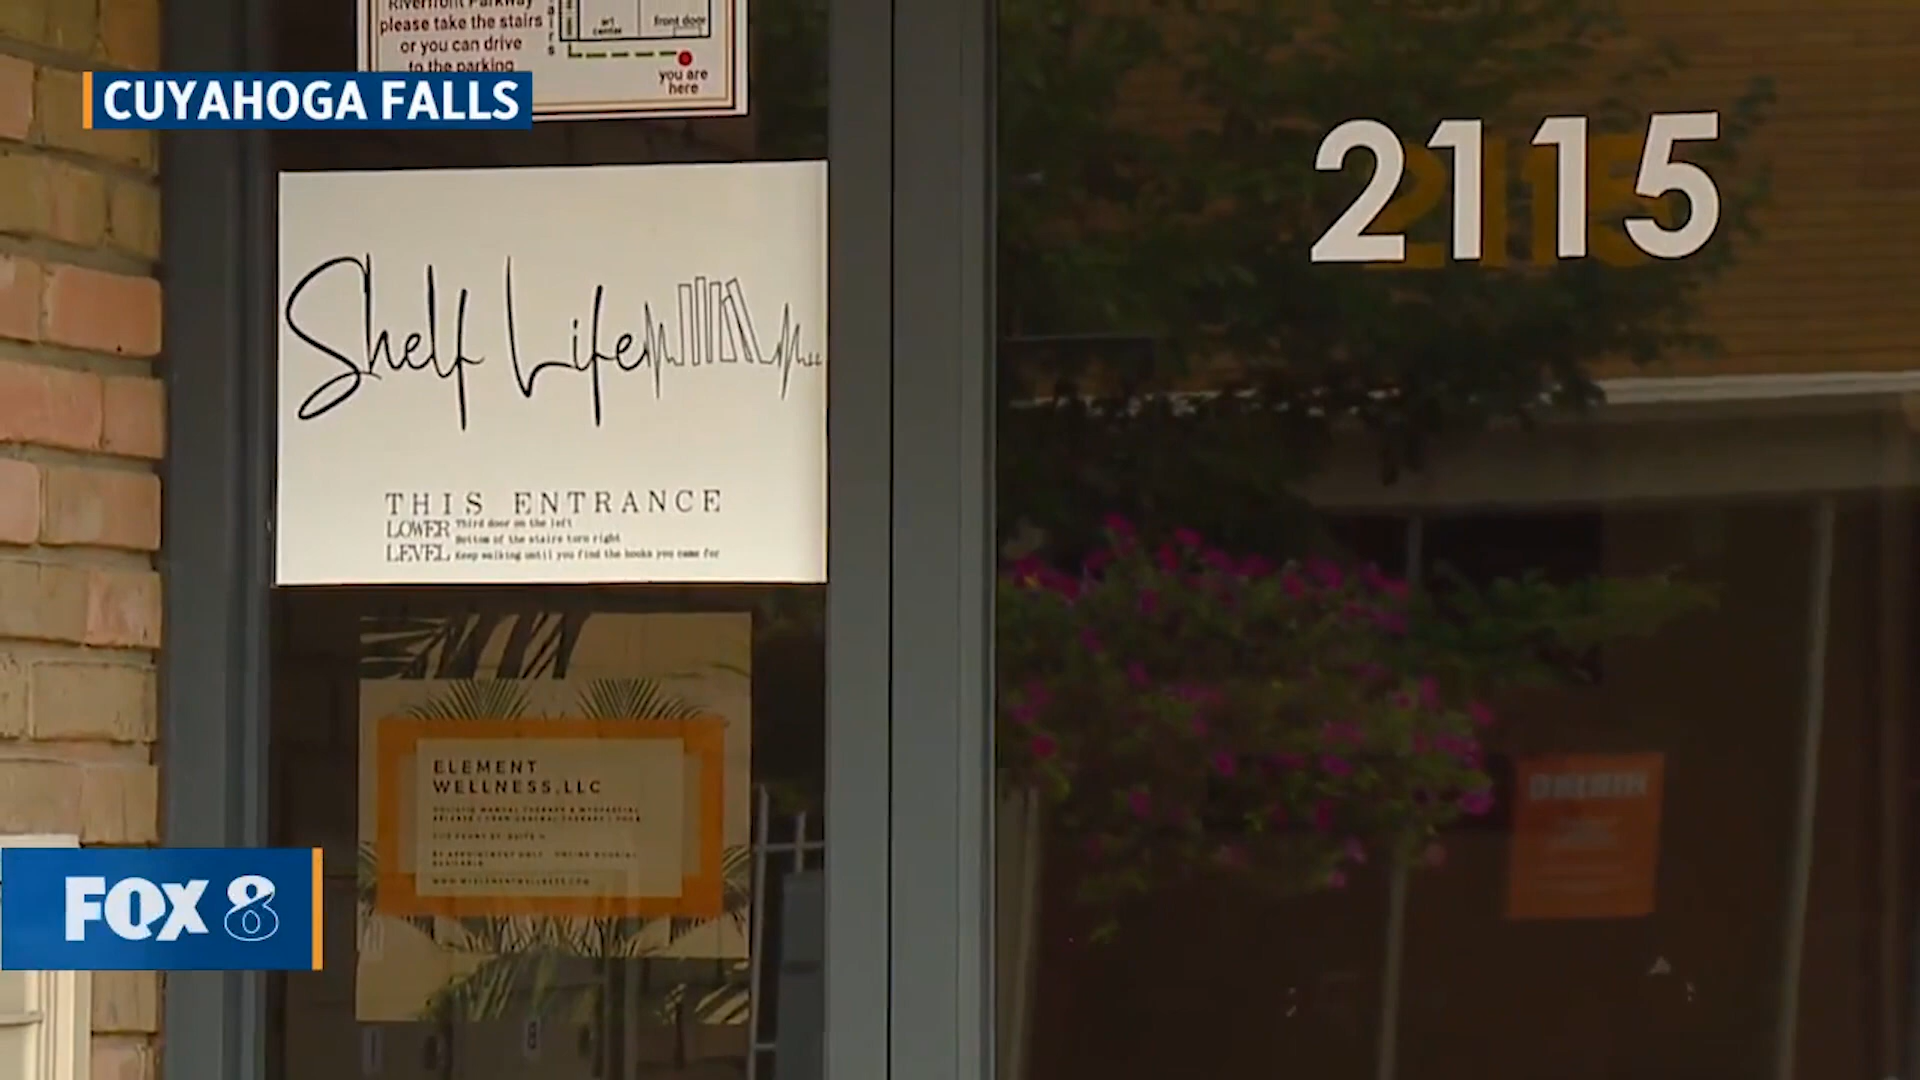 Riverfront Parkway
please take the stairs
or you can drive
to the parking
art
center
front door
you are
here
CUYAHOGA FALLS
2115
Shelf Life
THIS ENTRANCE
LOWER
LEVEL
Third door on the left
Bottom of the stairs turn right
Keep walking until you find the books you came for
ELEMENT
WELLNESS,LLC
FOX 8